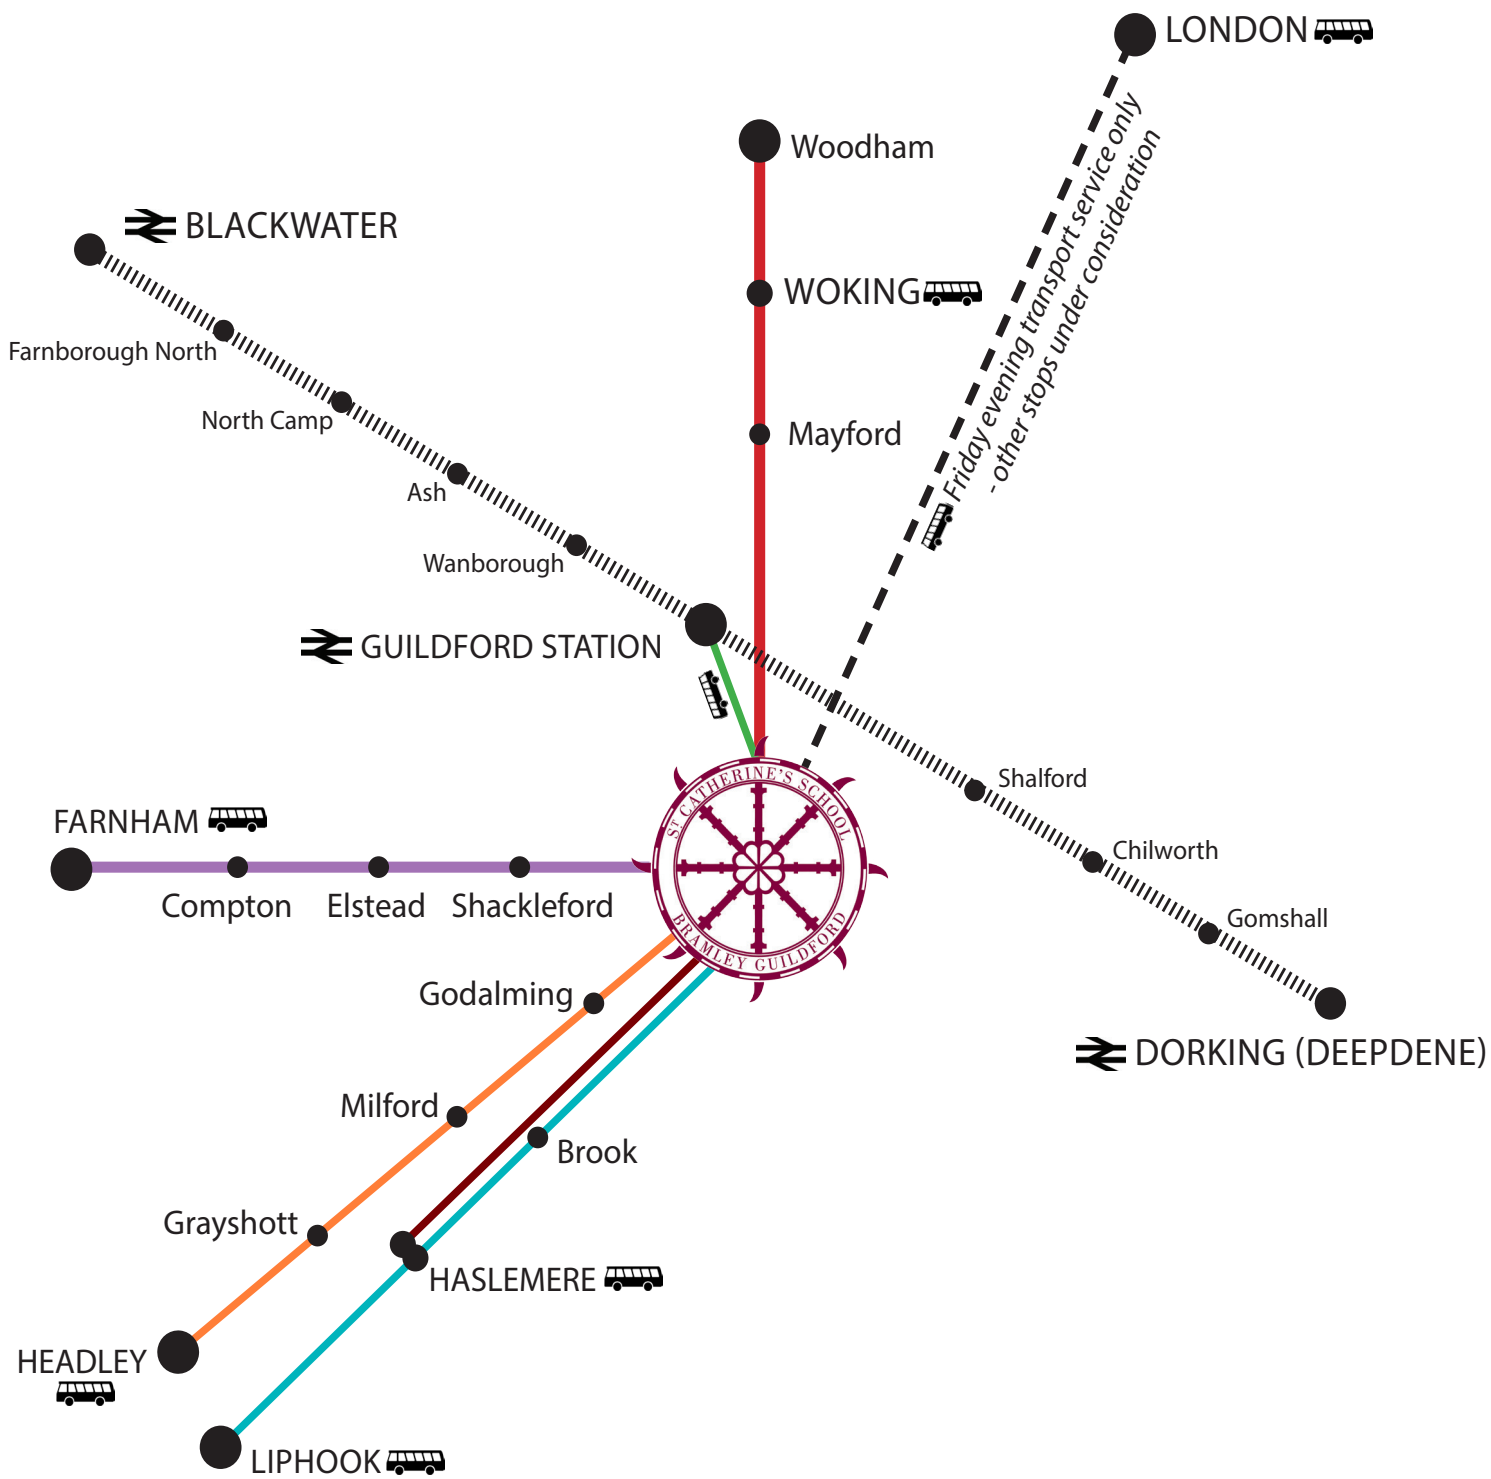 LONDON
Woodham
Friday evening transport service only
- other stops under consideration
BLACKWATER
WOKING
Farnborough North
North Camp
Mayford
Ash
Wanborough
GUILDFORD STATION
ST CATHERINE'S SCHOOL
BRAMLEY GUILDFORD
Shalford
FARNHAM
Chilworth
Compton
Elstead
Shackleford
Gomshall
Godalming
DORKING (DEEPDENE)
Milford
Brook
Grayshott
HASLEMERE
HEADLEY
LIPHOOK